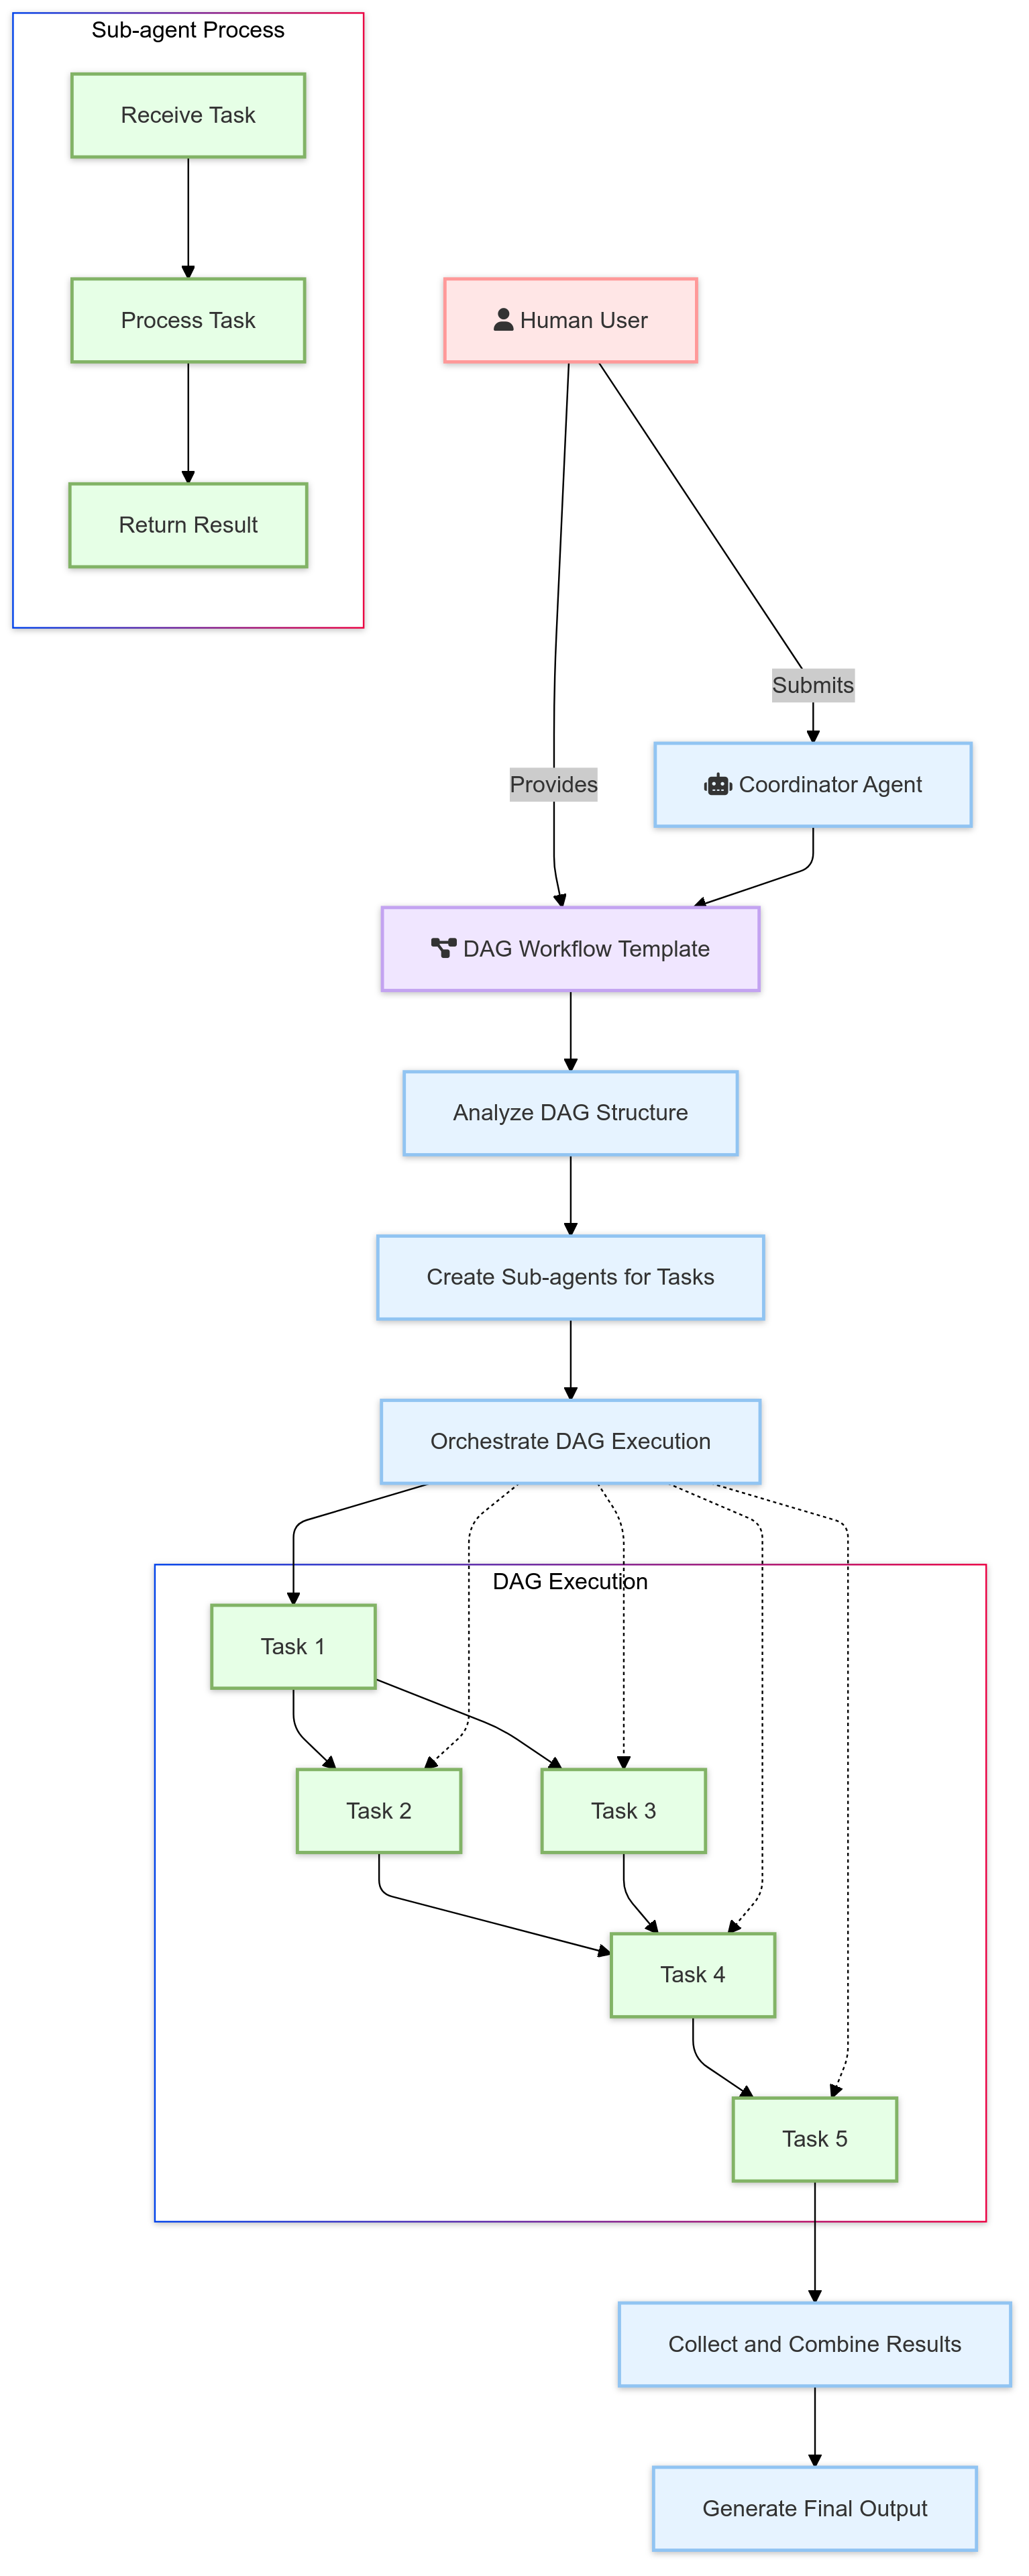 Sub-agent Process
Receive Task
Process Task
Return Result
Human User
Submits
Provides
Coordinator Agent
DAG Workflow Template
Analyze DAG Structure
Create Sub-agents for Tasks
Orchestrate DAG Execution
DAG Execution
Task 1
Task 2
Task 3
Task 4
Task 5
Collect and Combine Results
Generate Final Output